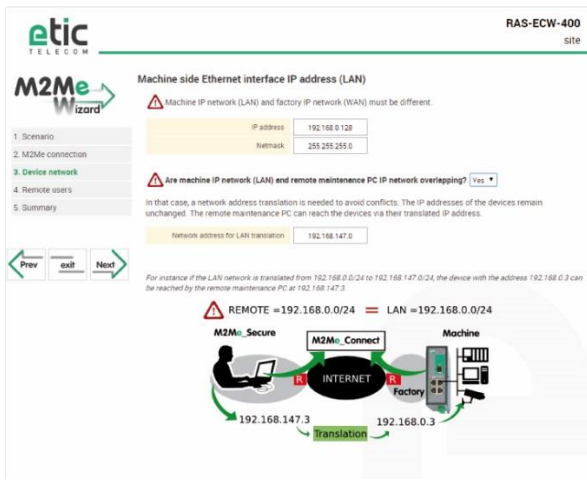 etic
TELECOM
RAS-ECW-400
site
M2Me
Wizard
1. Scenario
2. M2Me connection
3. Device network
4. Remote users
5. Summary
Prev
exit
Next
Machine side Ethernet interface IP address (LAN)
Machine IP network (LAN) and factory IP network (WAN) must be different.
IP address 192.168.0.128
Netmask 255.255.255.0
Are machine IP network (LAN) and remote maintenance PC IP network overlapping? Yes
In that case, a network address translation is needed to avoid conflicts. The IP addresses of the devices remain
unchanged. The remote maintenance PC can reach the devices via their translated IP address.
Network address for LAN translation 192.168.147.0
For instance if the LAN network is translated from 192.168.0.0/24 to 192.168.147.0/24, the device with the address 192.168.0.3 can
be reached by the remote maintenance PC at 192.168.147.3.
REMOTE =192.168.0.0/24 = LAN =192.168.0.0/24
M2Me_Secure
M2Me_Connect
Machine
R
INTERNET
R
Factory
192.168.147.3
Translation
192.168.0.3